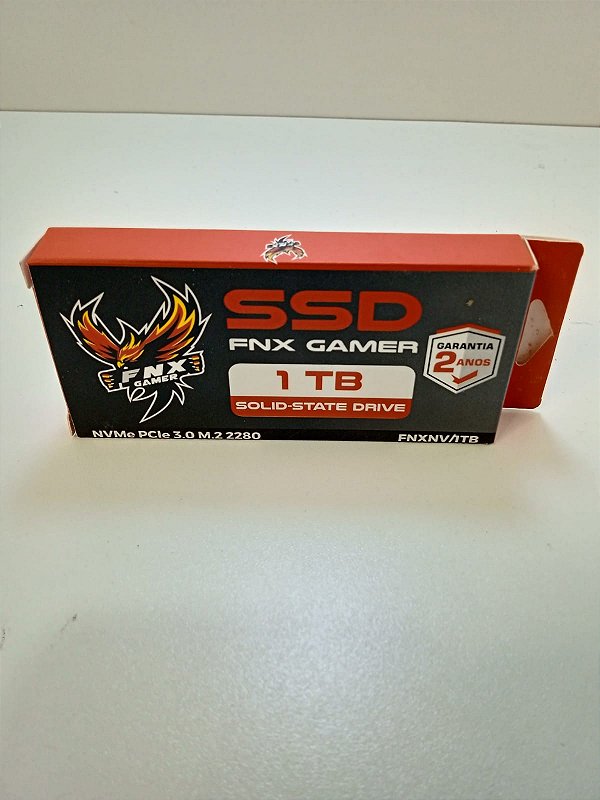 FNX
GAMER
SSD
FNX GAMER
1 TB
SOLID-STATE DRIVE
GARANTIA
2 ANOS
NVMe PCIe 3.0 M.2 2280
FNXNV/1TB